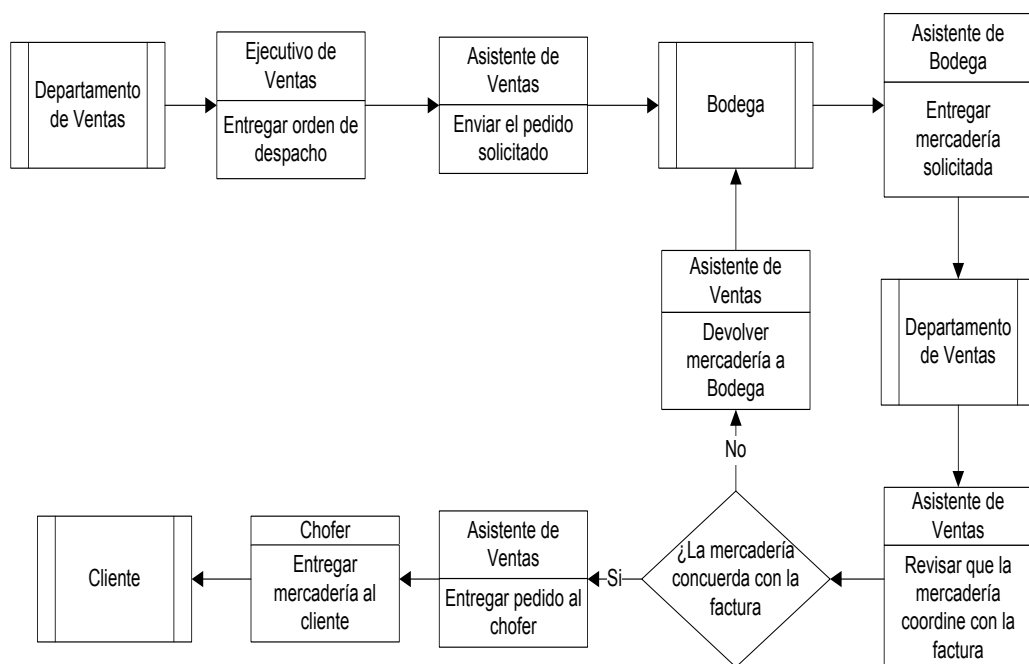 Departamento
de Ventas
Ejecutivo de
Ventas
Entregar orden de
despacho
Asistente de
Ventas
Enviar el pedido
solicitado
Bodega
Asistente de
Bodega
Entregar
mercadería
solicitada
Departamento
de Ventas
Asistente de
Ventas
Revisar que la
mercadería
coordine con la
factura
¿La mercadería
concuerda con la
factura
No
Asistente de
Ventas
Devolver
mercadería a
Bodega
Si
Asistente de
Ventas
Entregar pedido al
chofer
Chofer
Entregar
mercadería al
cliente
Cliente